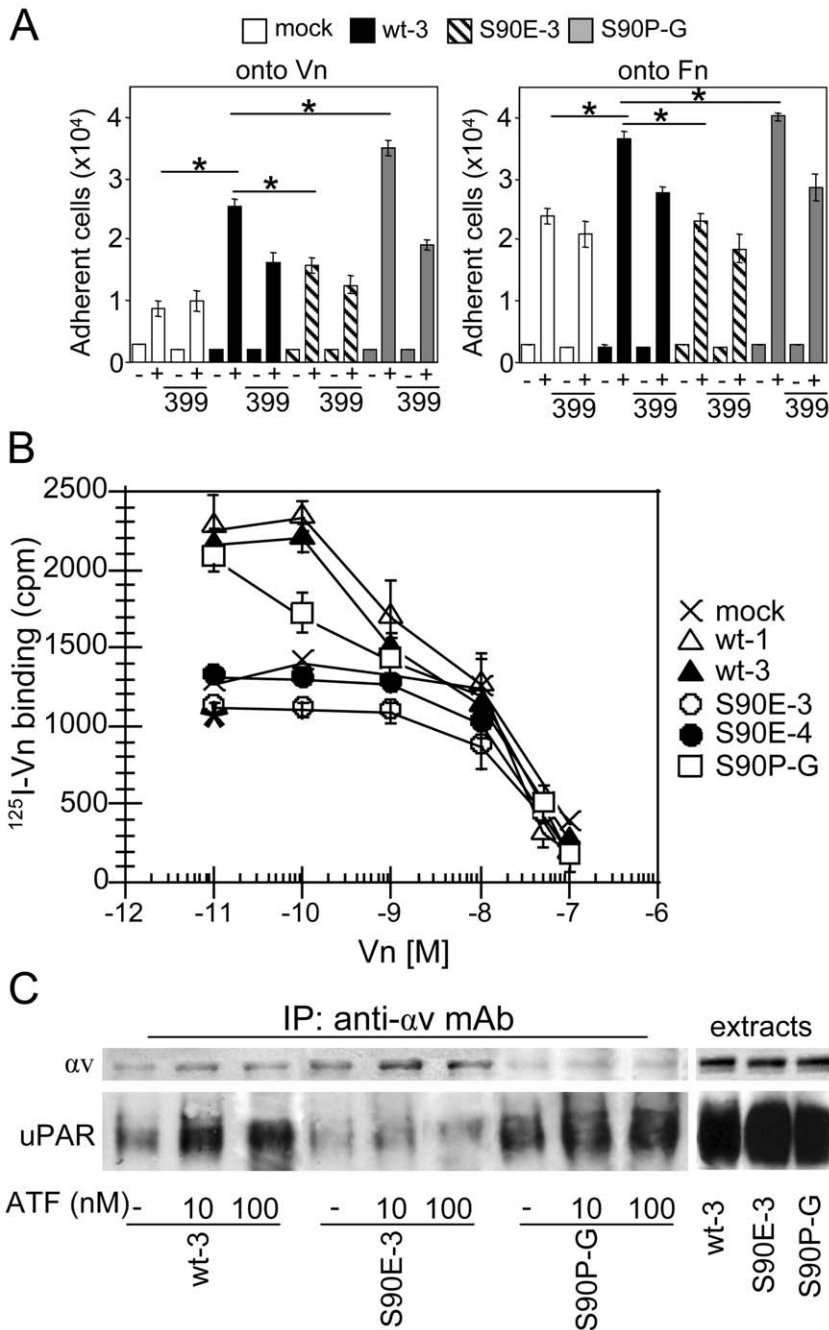 A
mock wt-3 S90E-3 S90P-G
onto Vn
onto Fn
Adherent cells (x10⁴)
4
3
2
1
0
* * *
- + - + - + - + - + - + - + - +
399 399 399 399
Adherent cells (x10⁴)
4
3
2
1
0
* * *
- + - + - + - + - + - + - + - +
399 399 399 399
B
¹²⁵I-Vn binding (cpm)
2500
2000
1500
1000
500
0
*
-12 -11 -10 -9 -8 -7 -6
Vn [M]
mock
wt-1
wt-3
S90E-3
S90E-4
S90P-G
C
IP: anti-αv mAb
extracts
αv
uPAR
ATF (nM) - 10 100 - 10 100 - 10 100
wt-3
S90E-3
S90P-G
wt-3
S90E-3
S90P-G